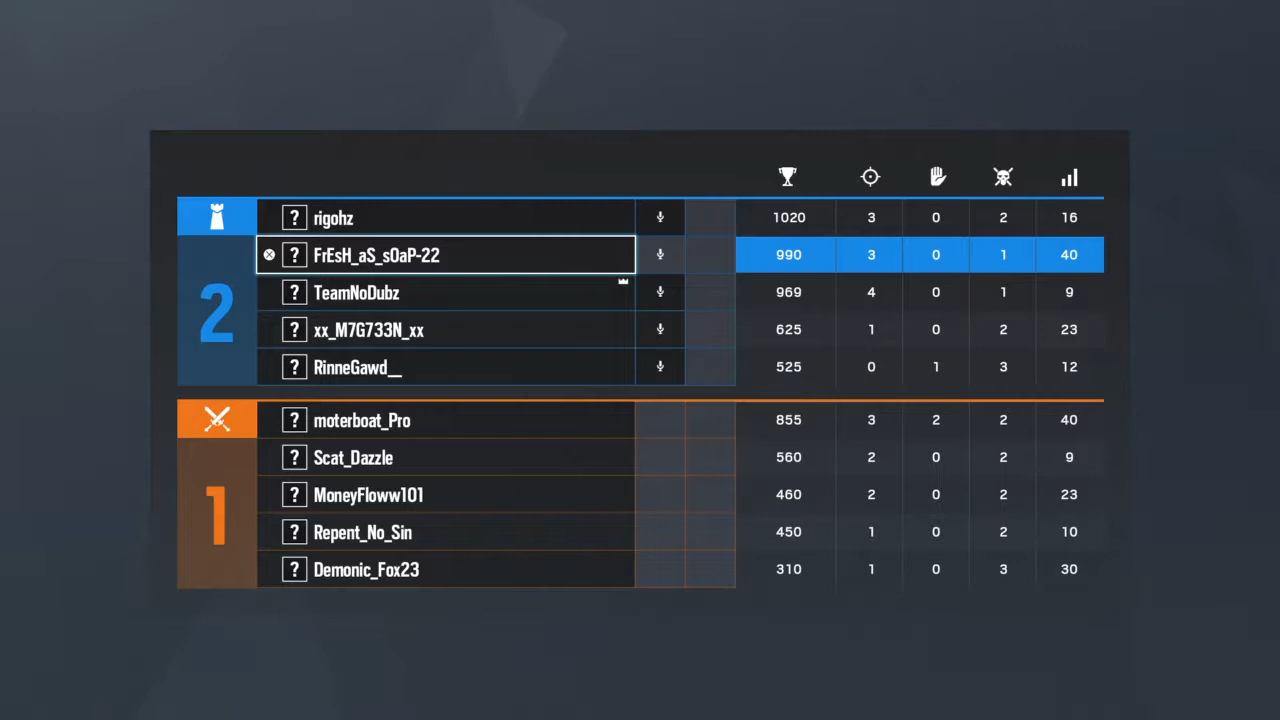 ? rigohz 1020 3 0 2 16
? FrEsH_aS_sOaP-22 990 3 0 1 40
2
? TeamNoDubz 969 4 0 1 9
? xx_M7G733N_xx 625 1 0 2 23
? RinneGawd__ 525 0 1 3 12
? moterboat_Pro 855 3 2 2 40
? Scat_Dazzle 560 2 0 2 9
1
? MoneyFloww101 460 2 0 2 23
? Repent_No_Sin 450 1 0 2 10
? Demonic_Fox23 310 1 0 3 30